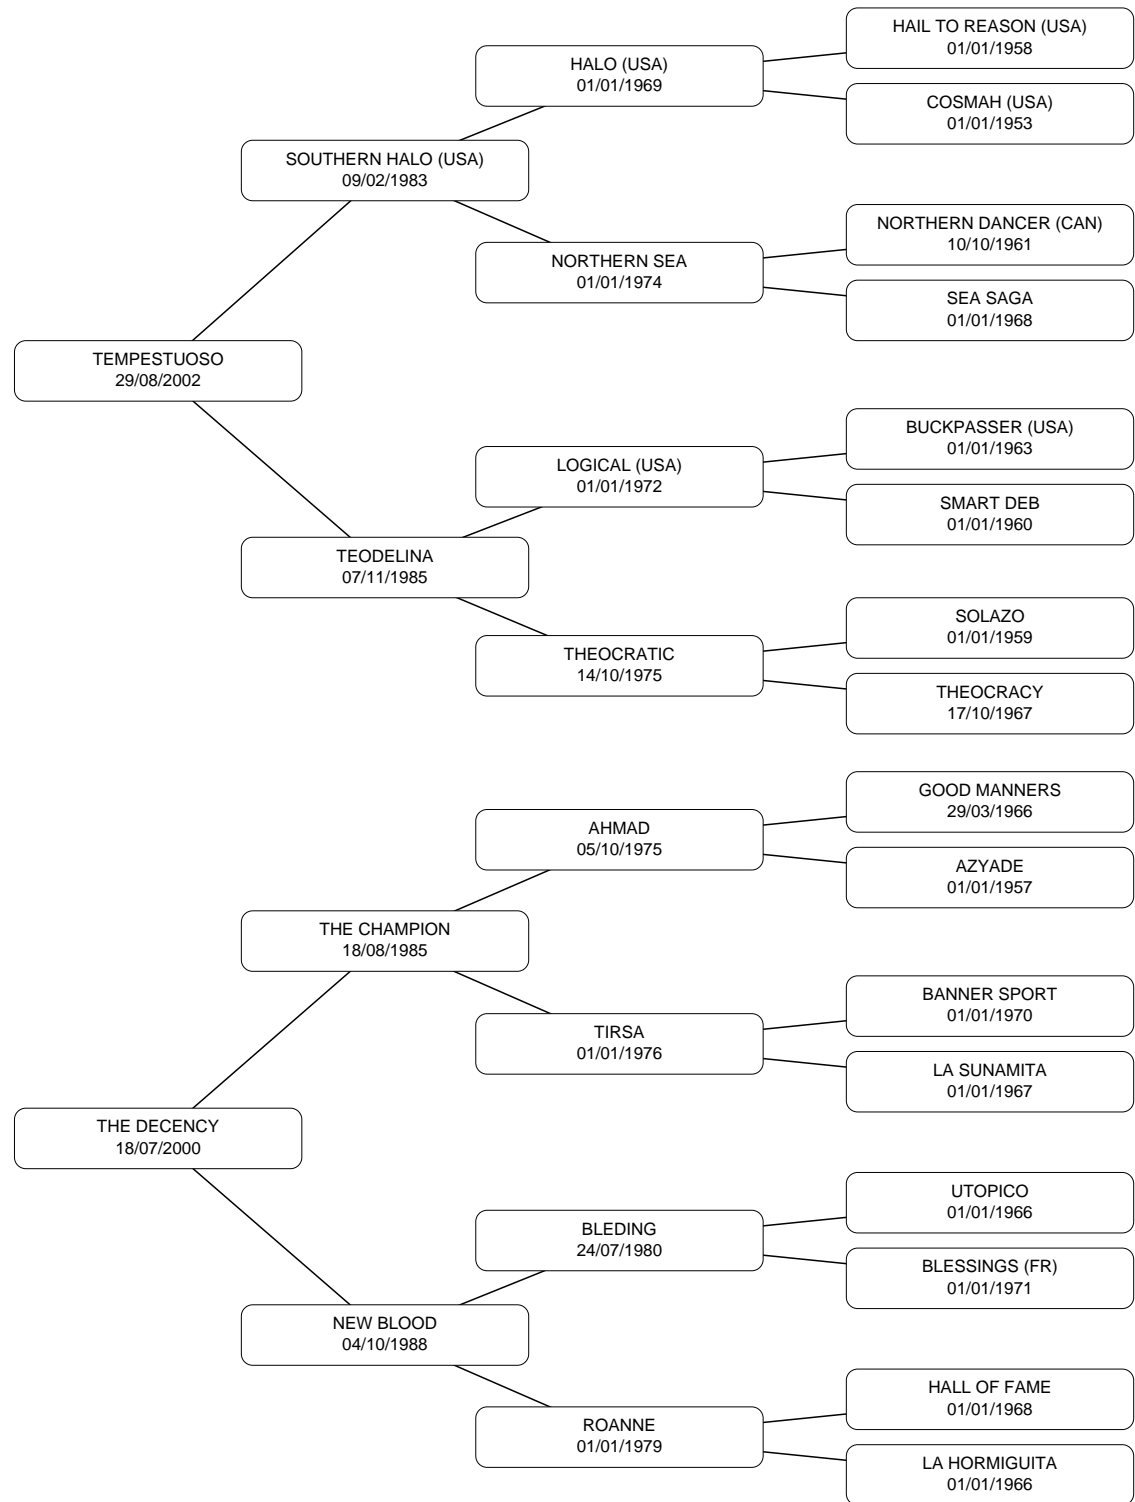 HAIL TO REASON (USA)
01/01/1958
HALO (USA)
01/01/1969
COSMAH (USA)
01/01/1953
SOUTHERN HALO (USA)
09/02/1983
NORTHERN DANCER (CAN)
10/10/1961
NORTHERN SEA
01/01/1974
SEA SAGA
01/01/1968
TEMPESTUOSO
29/08/2002
BUCKPASSER (USA)
01/01/1963
LOGICAL (USA)
01/01/1972
SMART DEB
01/01/1960
TEODELINA
07/11/1985
SOLAZO
01/01/1959
THEOCRATIC
14/10/1975
THEOCRACY
17/10/1967
GOOD MANNERS
29/03/1966
AHMAD
05/10/1975
AZYADE
01/01/1957
THE CHAMPION
18/08/1985
BANNER SPORT
01/01/1970
TIRSA
01/01/1976
LA SUNAMITA
01/01/1967
THE DECENCY
18/07/2000
UTOPICO
01/01/1966
BLEDING
24/07/1980
BLESSINGS (FR)
01/01/1971
NEW BLOOD
04/10/1988
HALL OF FAME
01/01/1968
ROANNE
01/01/1979
LA HORMIGUITA
01/01/1966